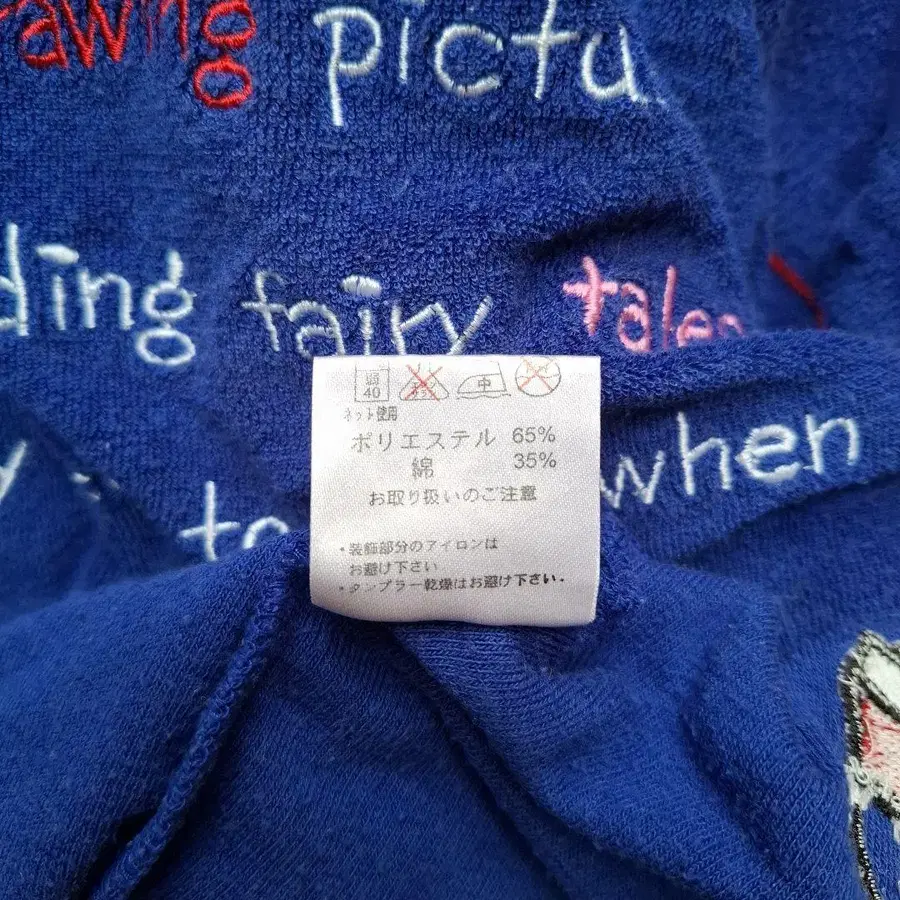 rawing pictu
ding fairy tales
y to when
40
中
ネット使用
ポリエステル 65%
綿 35%
お取り扱いのご注意
・装飾部分のアイロンは
お避け下さい
・タンブラー乾燥はお避け下さい.